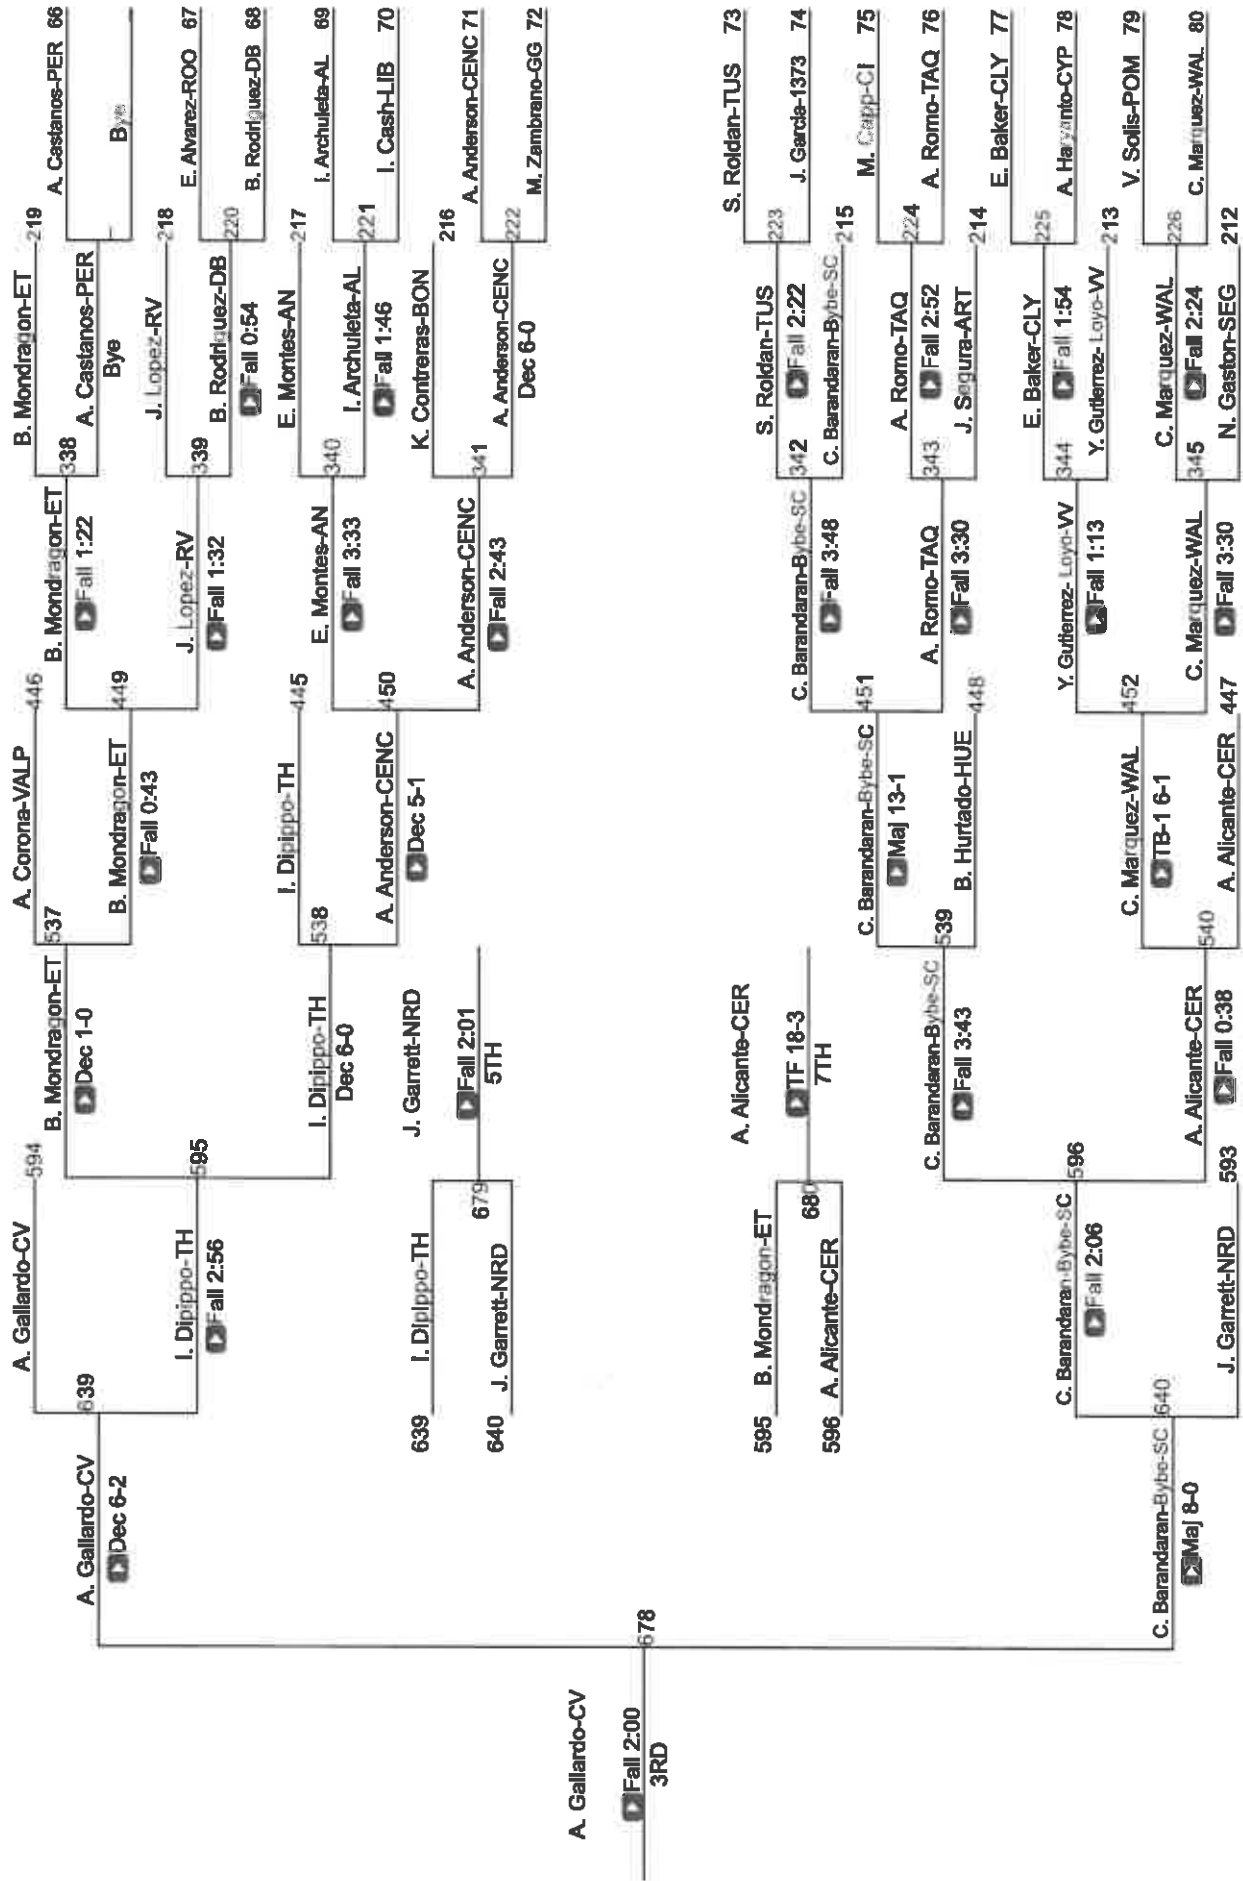 A. Gallardo-CV
Fall 2:00
3RD
A. Gallardo-CV
Dec 6-2
678
C. Barandaran-Bybe-SC
Maj 8-0
A. Gallardo-CV
639
I. Dipippo-TH
Fall 2:56
639 I. Dipippo-TH
640 J. Garrett-NRD
595 B. Mondragon-ET
596 A. Alicante-CER
C. Barandaran-Bybe-SC
Fall 2:06
640
J. Garrett-NRD
594
B. Mondragon-ET
Dec 1-0
595
I. Dipippo-TH
Dec 6-0
J. Garrett-NRD
Fall 2:01
679
5TH
A. Alicante-CER
TF 18-3
680
7TH
C. Barandaran-Bybe-SC
Fall 3:43
596
A. Alicante-CER
Fall 0:38
593
A. Corona-VALP
537
B. Mondragon-ET
Fall 0:43
I. Dipippo-TH
538
A. Anderson-CENC
Dec 5-1
C. Barandaran-Bybe-SC
Maj 13-1
539
B. Hurtado-HUE
C. Marquez-WAL
TB-1 6-1
540
A. Alicante-CER
446
B. Mondragon-ET
Fall 1:22
449
J. Lopez-RV
Fall 1:32
445
E. Montes-AN
Fall 3:33
450
A. Anderson-CENC
Fall 2:43
C. Barandaran-Bybe-SC
Fall 3:48
451
A. Romo-TAQ
Fall 3:30
448
Y. Gutierrez- Loyo-VV
Fall 1:13
452
C. Marquez-WAL
Fall 3:30
447
B. Mondragon-ET
338
A. Castanos-PER
Bye
J. Lopez-RV
339
B. Rodriguez-DB
Fall 0:54
E. Montes-AN
340
I. Archuleta-AL
Fall 1:46
K. Contreras-BON
341
A. Anderson-CENC
Dec 6-0
S. Roldan-TUS
342
Fall 2:22
C. Barandaran-Bybe-SC
A. Romo-TAQ
343
Fall 2:52
J. Segura-ART
E. Baker-CLY
344
Fall 1:54
Y. Gutierrez- Loyo-VV
C. Marquez-WAL
345
Fall 2:24
N. Gaston-SEG
219
A. Castanos-PER 66
Bye
218
E. Alvarez-ROO 67
220
B. Rodriguez-DB 68
217
I. Archuleta-AL 69
221
I. Cash-LIB 70
216
A. Anderson-CENC 71
222
M. Zambrano-GG 72
S. Roldan-TUS 73
223
J. Garcia-1373 74
215
M. Capp-CI 75
224
A. Romo-TAQ 76
214
E. Baker-CLY 77
225
A. Haryanto-CYP 78
213
V. Solis-POM 79
226
C. Marquez-WAL 80
212